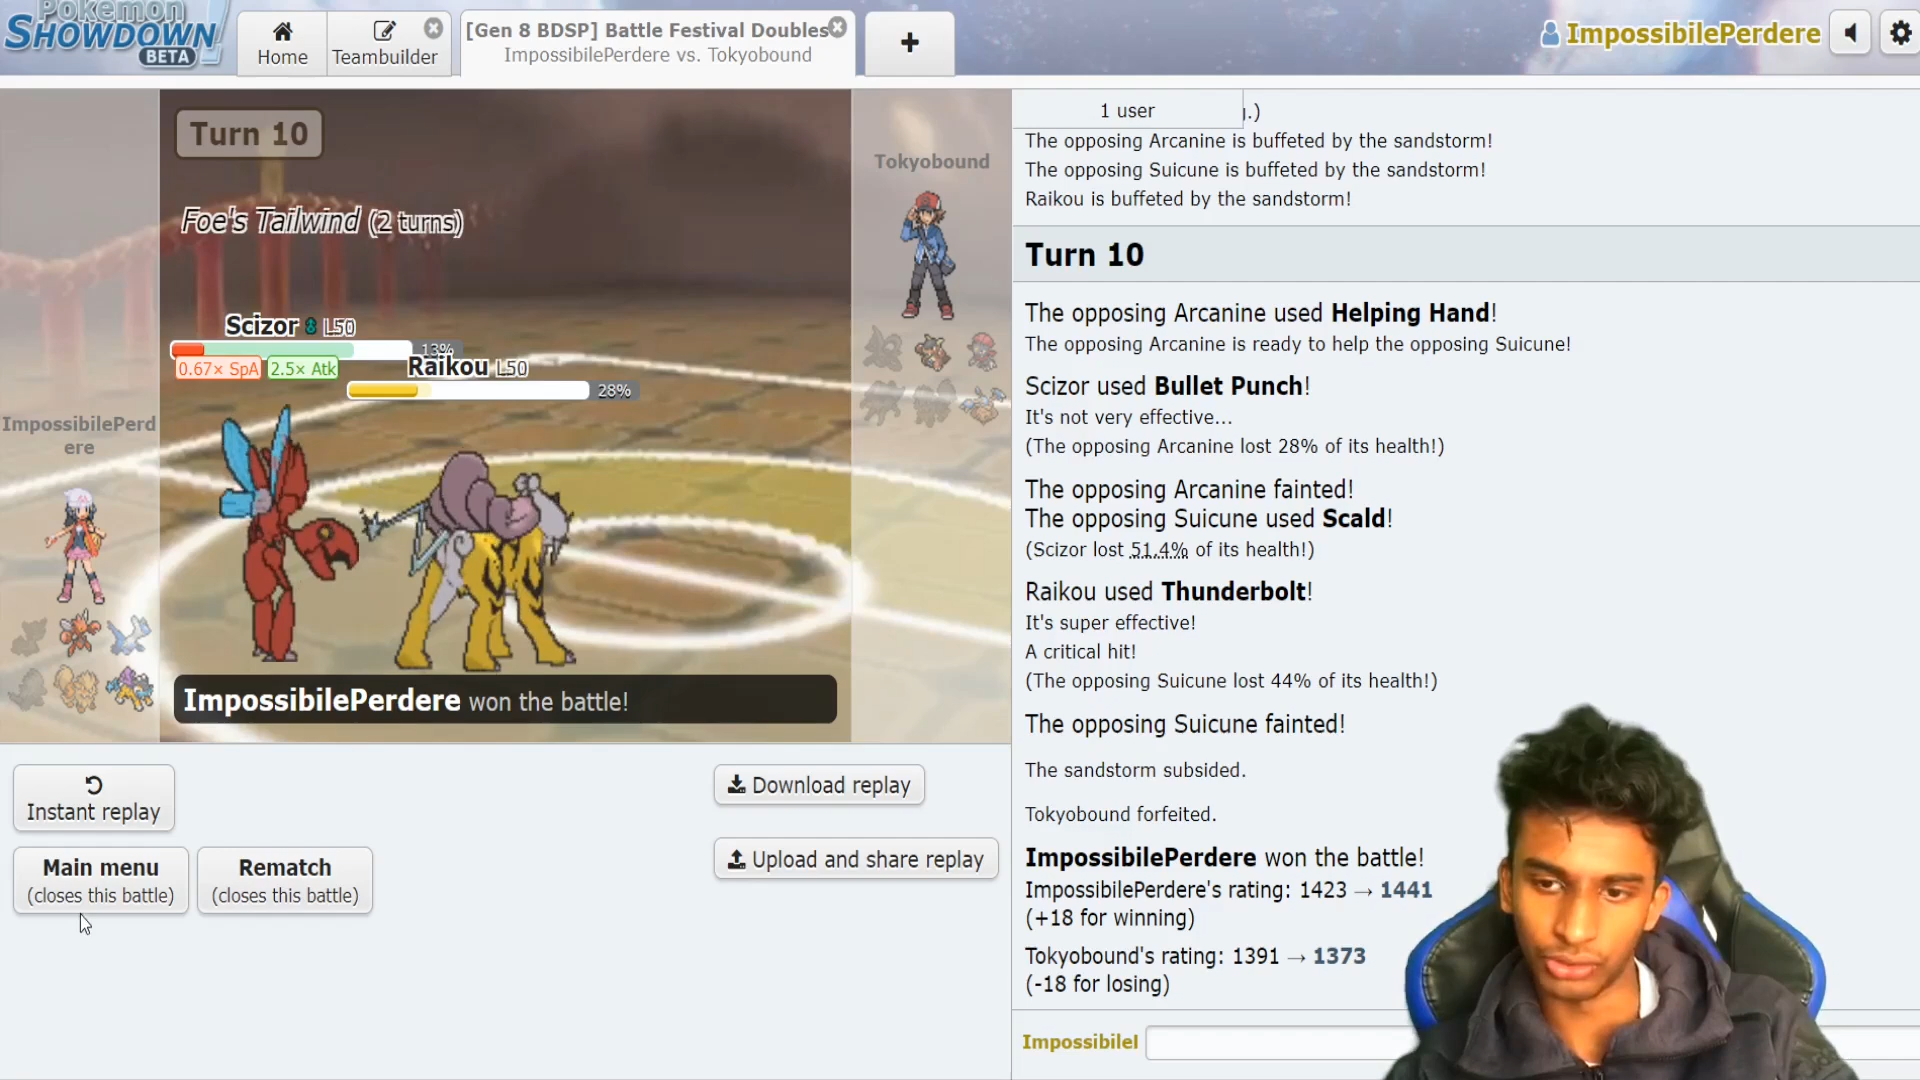 Pokémon
SHOWDOWN
BETA
Home
Teambuilder
[Gen 8 BDSP] Battle Festival Doubles
ImpossibilePerdere vs. Tokyobound
+
ImpossibilePerdere
Turn 10
Foe's Tailwind (2 turns)
Scizor L50
13%
0.67× SpA 2.5× Atk
Raikou L50
28%
ImpossibilePerd
ere
Tokyobound
ImpossibilePerdere won the battle!
Instant replay
Main menu
(closes this battle)
Rematch
(closes this battle)
Download replay
Upload and share replay
1 user
.)
The opposing Arcanine is buffeted by the sandstorm!
The opposing Suicune is buffeted by the sandstorm!
Raikou is buffeted by the sandstorm!
Turn 10
The opposing Arcanine used Helping Hand!
The opposing Arcanine is ready to help the opposing Suicune!
Scizor used Bullet Punch!
It's not very effective...
(The opposing Arcanine lost 28% of its health!)
The opposing Arcanine fainted!
The opposing Suicune used Scald!
(Scizor lost 51.4% of its health!)
Raikou used Thunderbolt!
It's super effective!
A critical hit!
(The opposing Suicune lost 44% of its health!)
The opposing Suicune fainted!
The sandstorm subsided.
Tokyobound forfeited.
ImpossibilePerdere won the battle!
ImpossibilePerdere's rating: 1423 → 1441
(+18 for winning)
Tokyobound's rating: 1391 → 1373
(-18 for losing)
Impossibilel